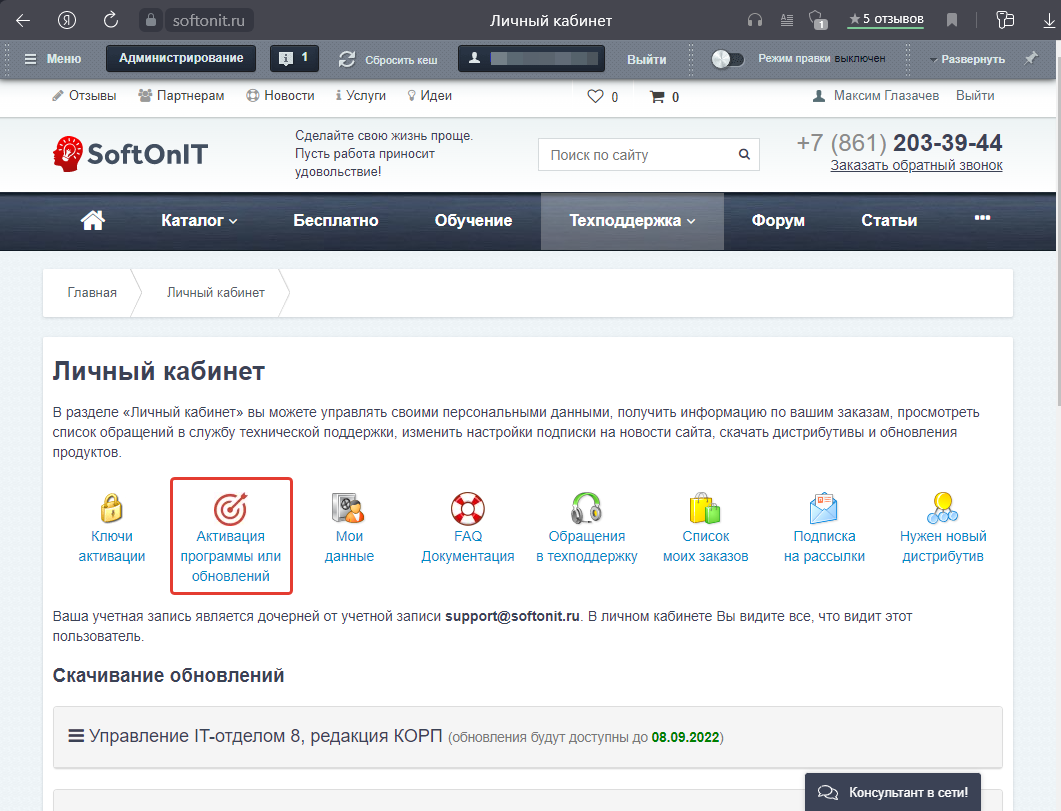 softonit.ru
Личный кабинет
1
★ 5 отзывов
Меню
Администрирование
1
Сбросить кеш
Выйти
Режим правки выключен
Развернуть
Отзывы
Партнерам
Новости
Услуги
Идеи
0
0
Максим Глазачев
Выйти
SoftOnIT
Сделайте свою жизнь проще.
Пусть работа приносит
удовольствие!
Поиск по сайту
+7 (861) 203-39-44
Заказать обратный звонок
Каталог
Бесплатно
Обучение
Техподдержка
Форум
Статьи
Главная
Личный кабинет
Личный кабинет
В разделе «Личный кабинет» вы можете управлять своими персональными данными, получить информацию по вашим заказам, просмотреть
список обращений в службу технической поддержки, изменить настройки подписки на новости сайта, скачать дистрибутивы и обновления
продуктов.
Ключи
активации
Активация
программы или
обновлений
Мои
данные
FAQ
Документация
Обращения
в техподдержку
Список
моих заказов
Подписка
на рассылки
Нужен новый
дистрибутив
Ваша учетная запись является дочерней от учетной записи support@softonit.ru. В личном кабинете Вы видите все, что видит этот
пользователь.
Скачивание обновлений
Управление IT-отделом 8, редакция КОРП (обновления будут доступны до 08.09.2022)
Консультант в сети!